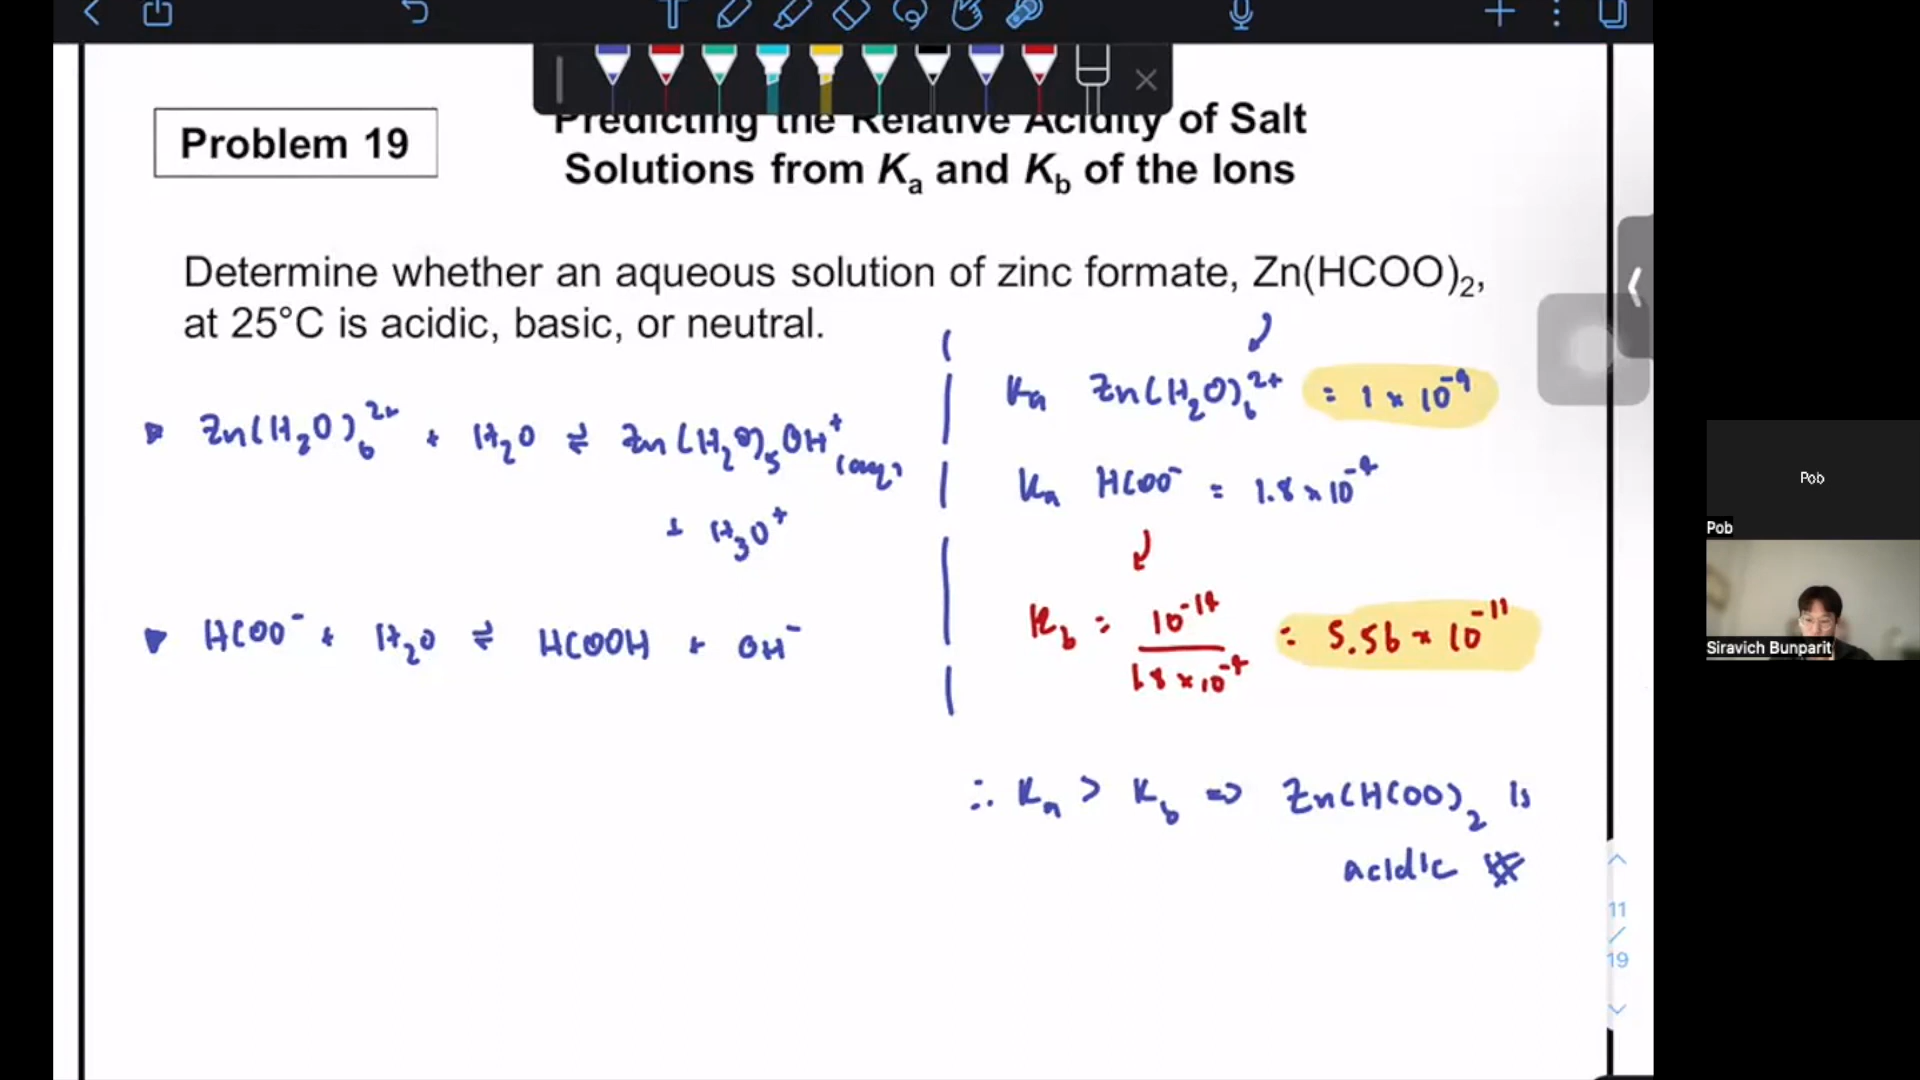 Problem 19
Predicting the Relative Acidity of Salt
Solutions from Ka and Kb of the Ions
Determine whether an aqueous solution of zinc formate, Zn(HCOO)₂,
at 25°C is acidic, basic, or neutral.
Zn(H₂O)₆²⁺ + H₂O ⇌ Zn(H₂O)₅OH⁺(aq)
+ H₃O⁺
HCOO⁻ + H₂O ⇌ HCOOH + OH⁻
Ka Zn(H₂O)₆²⁺ = 1 × 10⁻⁹
Ka HCOO⁻ = 1.8 × 10⁻⁴
Kb = 10⁻¹⁴ / 1.8 × 10⁻⁴ = 5.56 × 10⁻¹¹
∴ Ka > Kb ⇒ Zn(HCOO)₂ is
acidic #
11
/
19
Pob
Pob
Siravich Bunparit